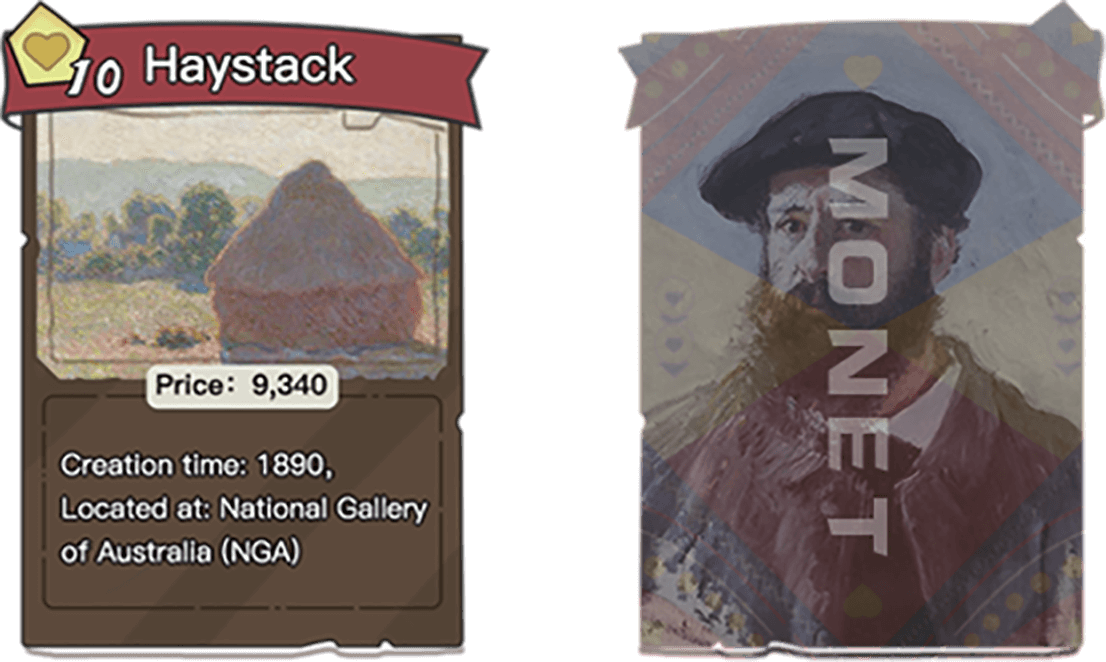 10 Haystack
Price: 9,340
Creation time: 1890,
Located at: National Gallery
of Australia (NGA)
MONET